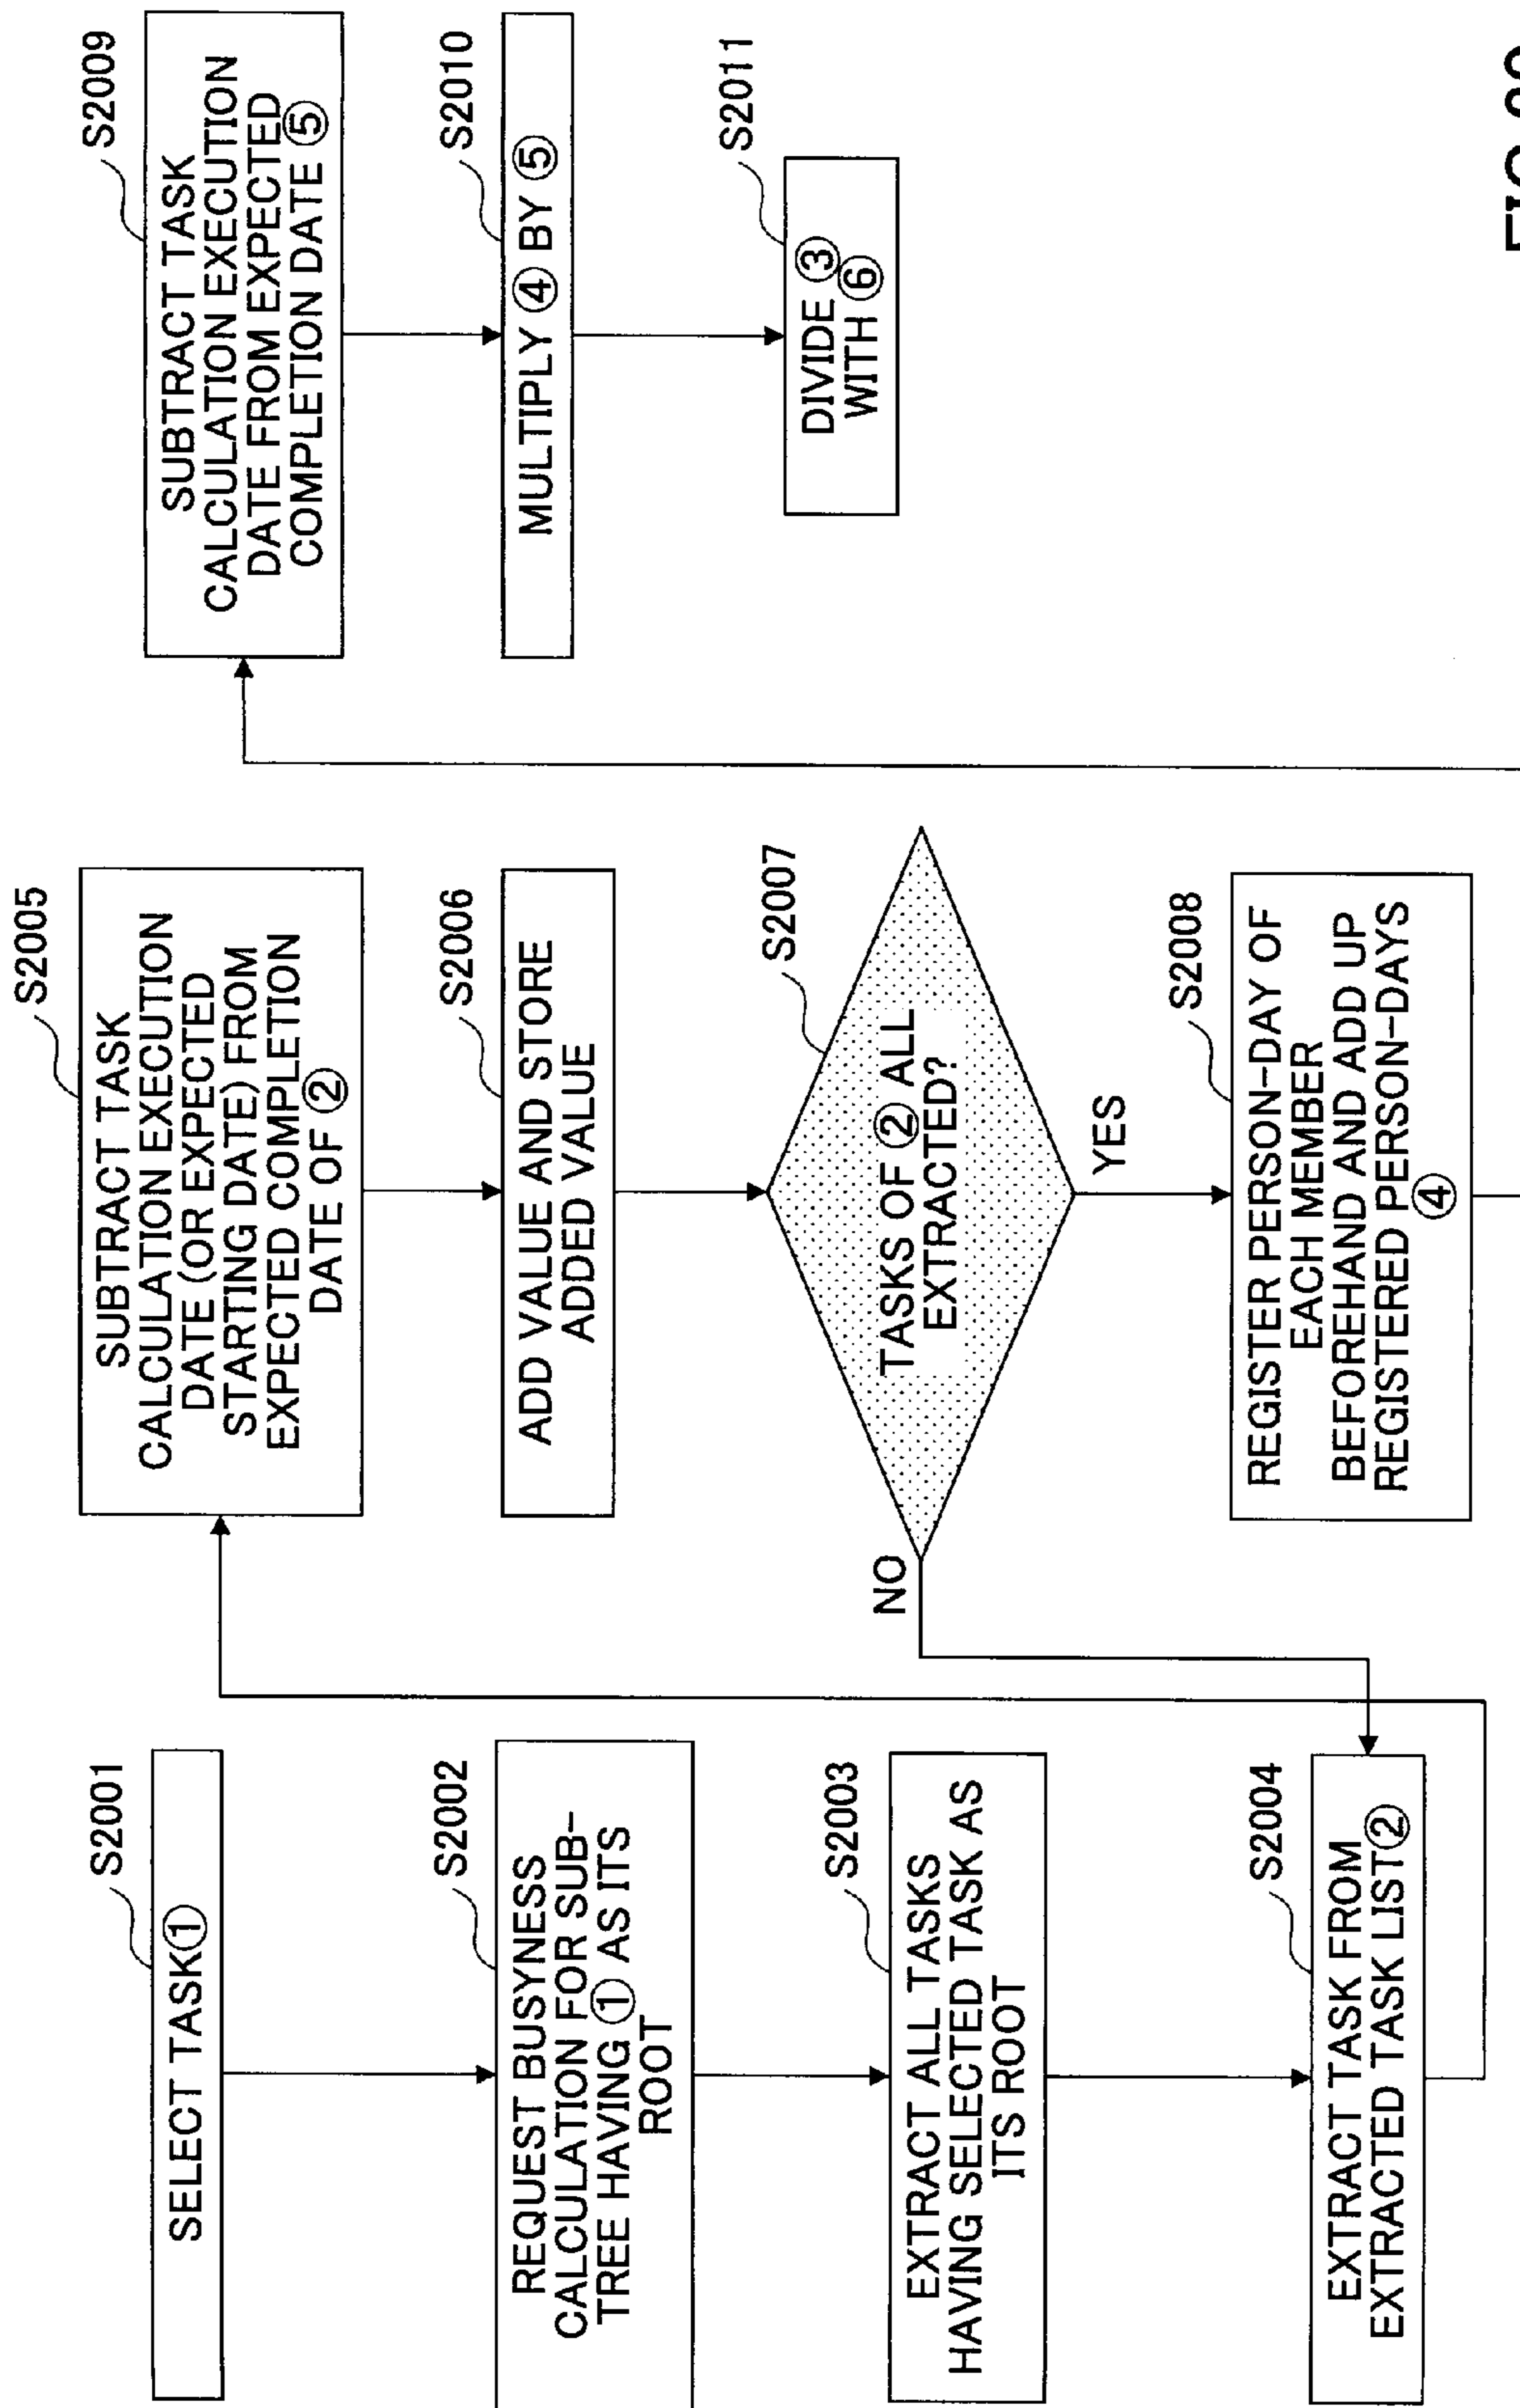 S2001
SELECT TASK①
S2002
REQUEST BUSYNESS
CALCULATION FOR SUB-
TREE HAVING ① AS ITS
ROOT
S2003
EXTRACT ALL TASKS
HAVING SELECTED TASK AS
ITS ROOT
S2004
EXTRACT TASK FROM
EXTRACTED TASK LIST②
S2005
SUBTRACT TASK
CALCULATION EXECUTION
DATE (OR EXPECTED
STARTING DATE) FROM
EXPECTED COMPLETION
DATE OF ②
S2006
ADD VALUE AND STORE
ADDED VALUE
S2007
TASKS OF ② ALL
EXTRACTED?
NO
YES
S2008
REGISTER PERSON-DAY OF
EACH MEMBER
BEFOREHAND AND ADD UP
REGISTERED PERSON-DAYS
④
S2009
SUBTRACT TASK
CALCULATION EXECUTION
DATE FROM EXPECTED
COMPLETION DATE ⑤
S2010
MULTIPLY ④ BY ⑤
S2011
DIVIDE ③
WITH ⑥